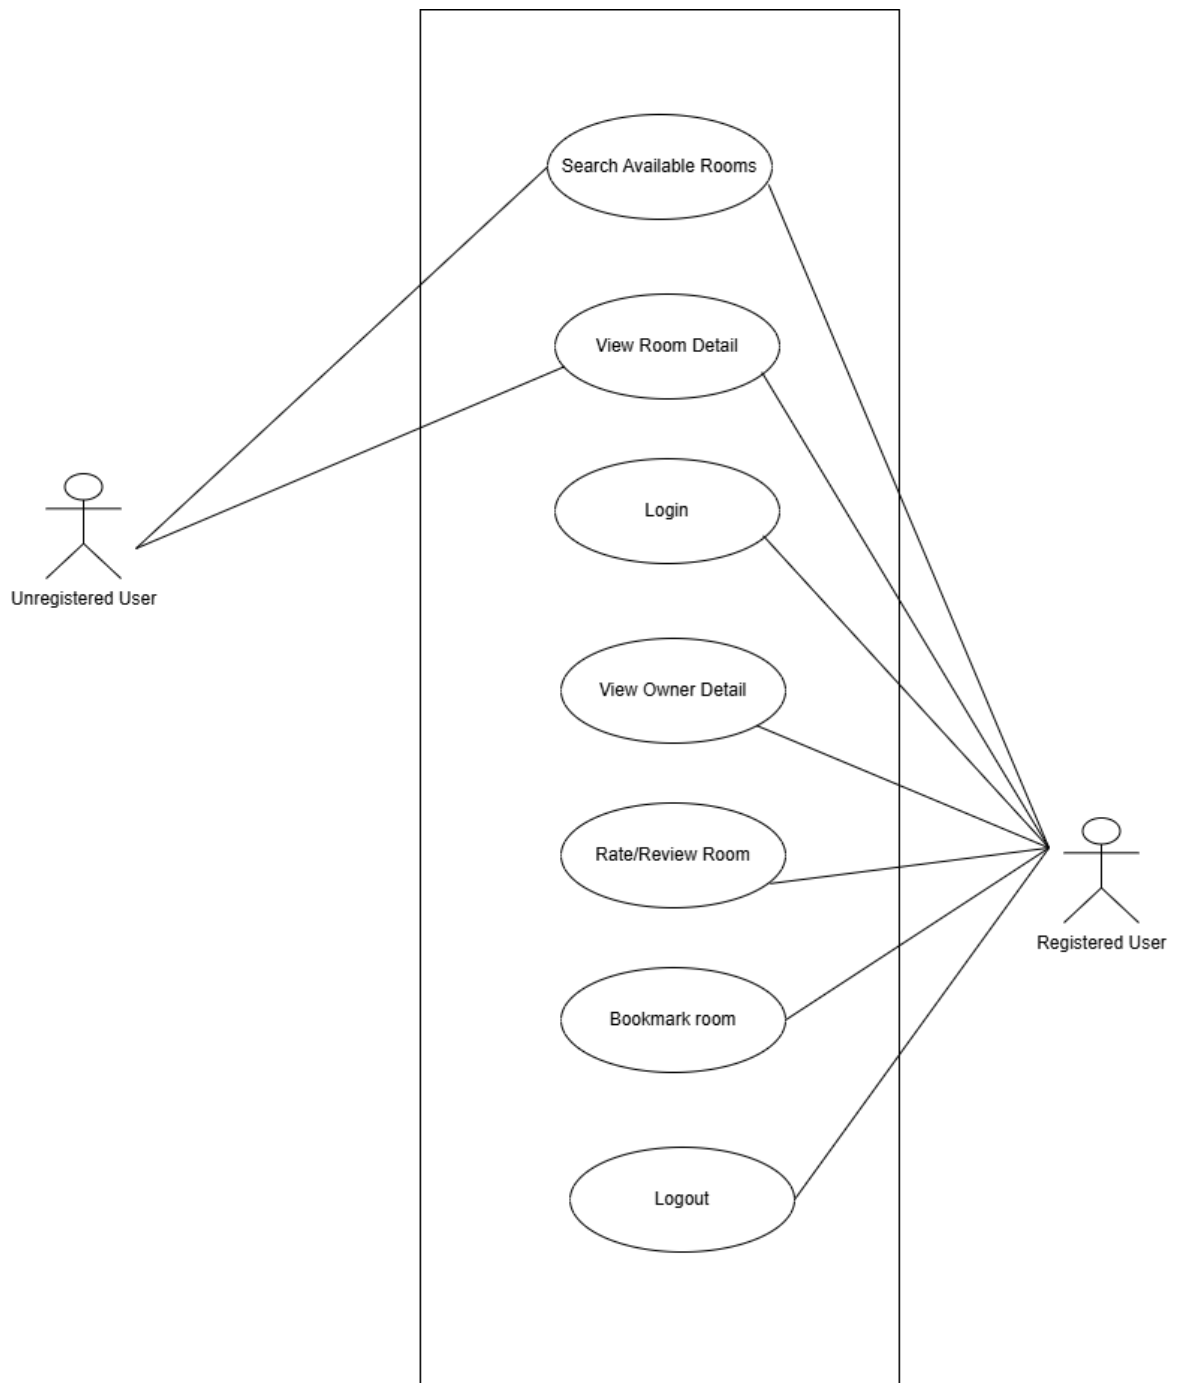 Search Available Rooms
View Room Detail
Login
Unregistered User
View Owner Detail
Rate/Review Room
Registered User
Bookmark room
Logout